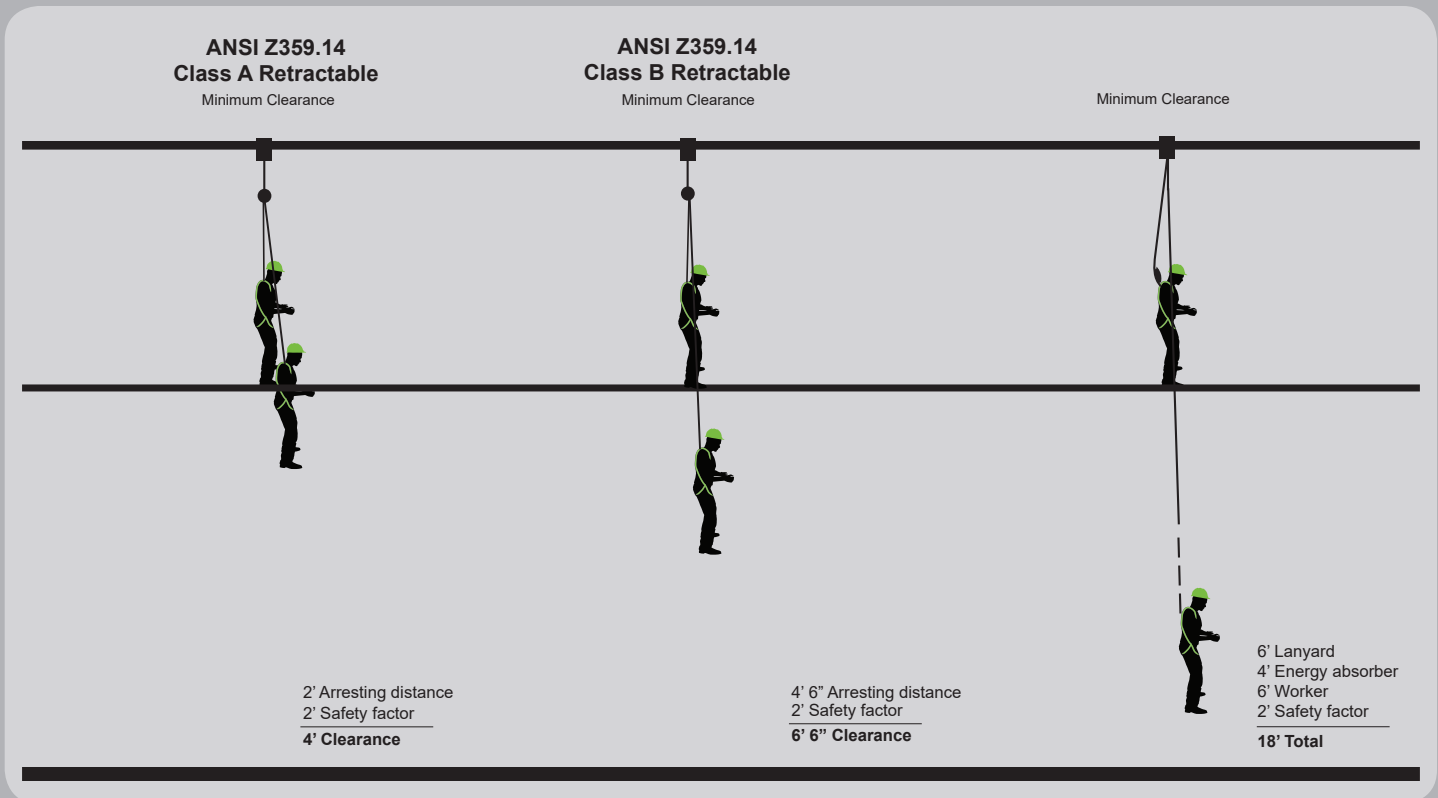 ANSI Z359.14
Class A Retractable
Minimum Clearance
ANSI Z359.14
Class B Retractable
Minimum Clearance
Minimum Clearance
2’ Arresting distance
2’ Safety factor
4’ Clearance
4’ 6” Arresting distance
2’ Safety factor
6’ 6” Clearance
6’ Lanyard
4’ Energy absorber
6’ Worker
2’ Safety factor
18’ Total